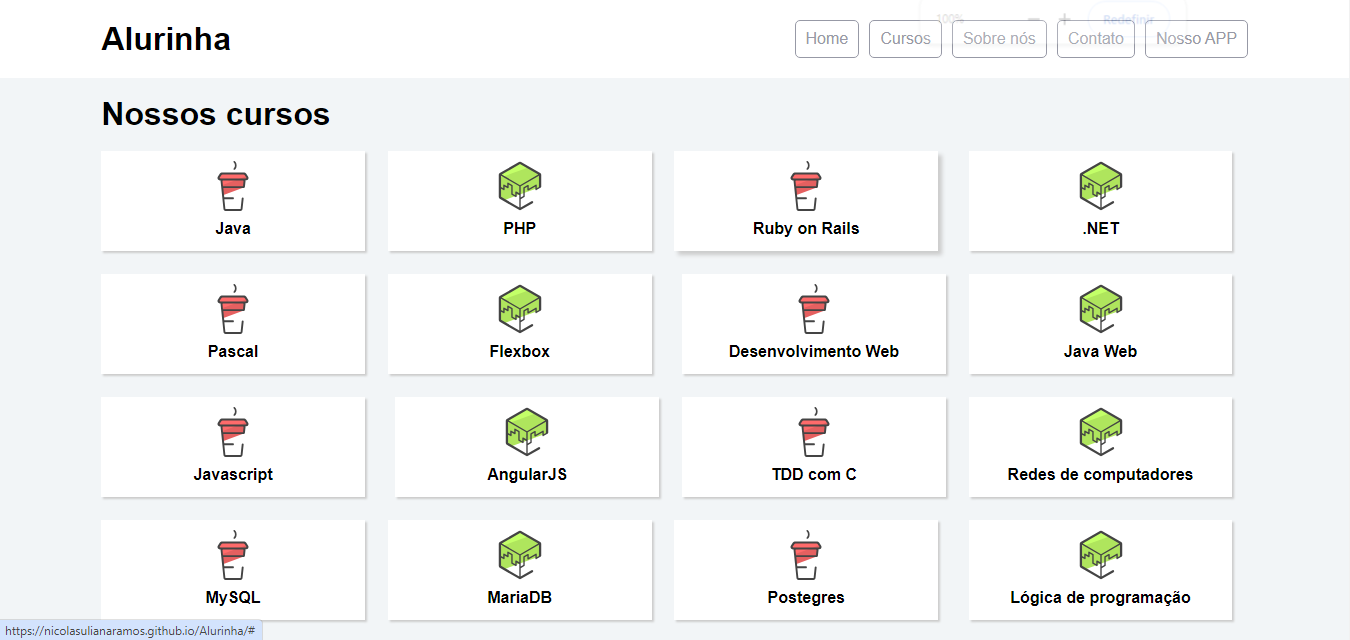 100% − + Redefinir
Alurinha
Home Cursos Sobre nós Contato Nosso APP
Nossos cursos
Java PHP Ruby on Rails .NET
Pascal Flexbox Desenvolvimento Web Java Web
Javascript AngularJS TDD com C Redes de computadores
MySQL MariaDB Postegres Lógica de programação
https://nicolasulianaramos.github.io/Alurinha/#